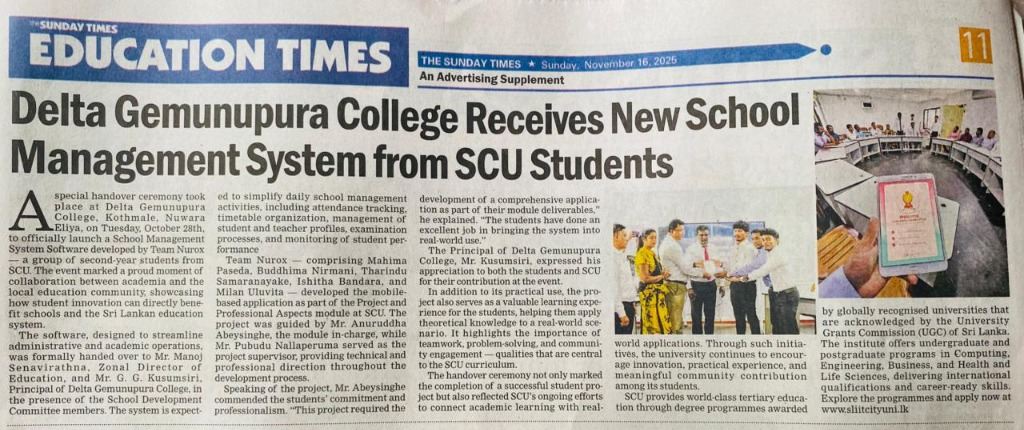 THE SUNDAY TIMES
EDUCATION TIMES
THE SUNDAY TIMES ★ Sunday, November 16, 2025
An Advertising Supplement
11
Delta Gemunupura College Receives New School
Management System from SCU Students
A special handover ceremony took
place at Delta Gemunupura
College, Kothmale, Nuwara
Eliya, on Tuesday, October 28th,
to officially launch a School Management
System Software developed by Team Nurox
— a group of second-year students from
SCU. The event marked a proud moment of
collaboration between academia and the
local education community, showcasing
how student innovation can directly bene-
fit schools and the Sri Lankan education
system.
The software, designed to streamline
administrative and academic operations,
was formally handed over to Mr. Manoj
Senavirathna, Zonal Director of
Education, and Mr. G. G. Kusumsiri,
Principal of Delta Gemunupura College, in
the presence of the School Development
Committee members. The system is expect-
ed to simplify daily school management
activities, including attendance tracking,
timetable organization, management of
student and teacher profiles, examination
processes, and monitoring of student per-
formance
Team Nurox — comprising Mahima
Paseda, Buddhima Nirmani, Tharindu
Samaranayake, Ishitha Bandara, and
Milan Uluvita — developed the mobile-
based application as part of the Project and
Professional Aspects module at SCU. The
project was guided by Mr. Anuruddha
Abeysinghe, the module in-charge, while
Mr. Pubudu Nallaperuma served as the
project supervisor, providing technical and
professional direction throughout the
development process.
Speaking of the project, Mr. Abeysinghe
commended the students' commitment and
professionalism. "This project required the
development of a comprehensive applica-
tion as part of their module deliverables,"
he explained. "The students have done an
excellent job in bringing the system into
real-world use."
The Principal of Delta Gemunupura
College, Mr. Kusumsiri, expressed his
appreciation to both the students and SCU
for their contribution at the event.
In addition to its practical use, the project
also serves as a valuable learning experi-
ence for the students, helping them apply
theoretical knowledge to a real-world sce-
nario. It highlights the importance of
teamwork, problem-solving, and communi-
ty engagement — qualities that are central
to the SCU curriculum.
The handover ceremony not only marked
the completion of a successful student pro-
ject but also reflected SCU's ongoing efforts
to connect academic learning with real-
world applications. Through such initia-
tives, the university continues to encour-
age innovation, practical experience, and
meaningful community contribution
among its students.
SCU provides world-class tertiary educa-
tion through degree programmes awarded
by globally recognised universities that
are acknowledged by the University
Grants Commission (UGC) of Sri Lanka.
The institute offers undergraduate and
postgraduate programs in Computing,
Engineering, Business, and Health and
Life Sciences, delivering international
qualifications and career-ready skills.
Explore the programmes and apply now at
www.sliitcityuni.lk